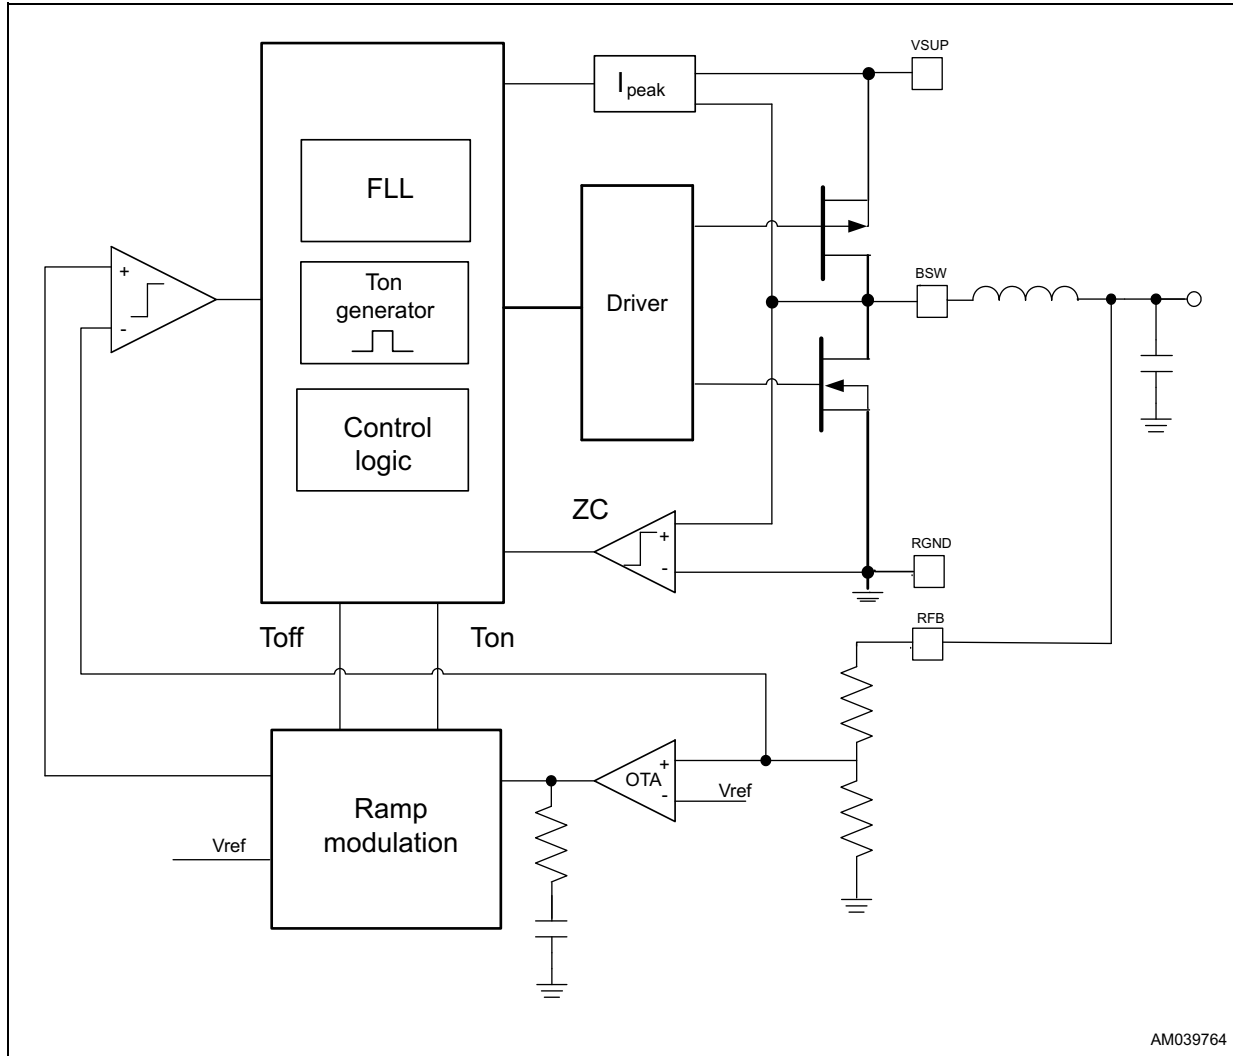 VSUP
I peak
FLL
+
-
Ton
generator
Driver
BSW
Control
logic
ZC
+
-
RGND
RFB
Toff
Ton
+
-
OTA
Vref
Ramp
modulation
Vref
AM039764